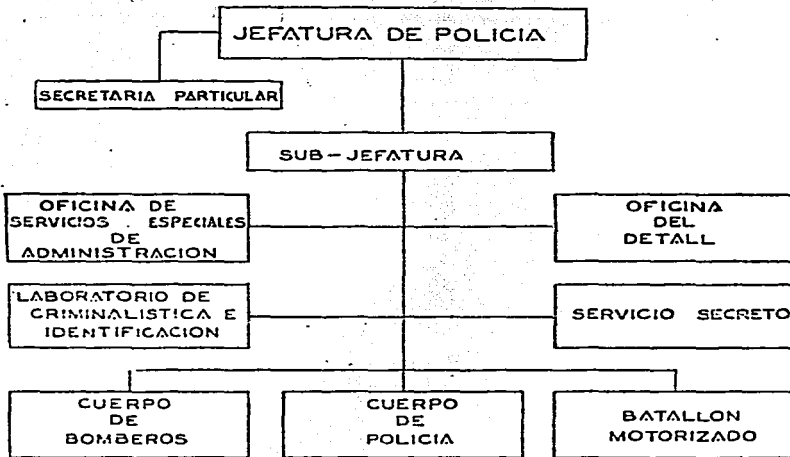 JEFATURA DE POLICIA
SECRETARIA PARTICULAR
SUB-JEFATURA
OFICINA DE
SERVICIOS . ESPECIALES
DE
ADMINISTRACION
OFICINA
DEL
DETALL
LABORATORIO DE
CRIMINALISTICA E
IDENTIFICACION
SERVICIO SECRETO
CUERPO
DE
BOMBEROS
CUERPO
DE
POLICIA
BATALLON
MOTORIZADO